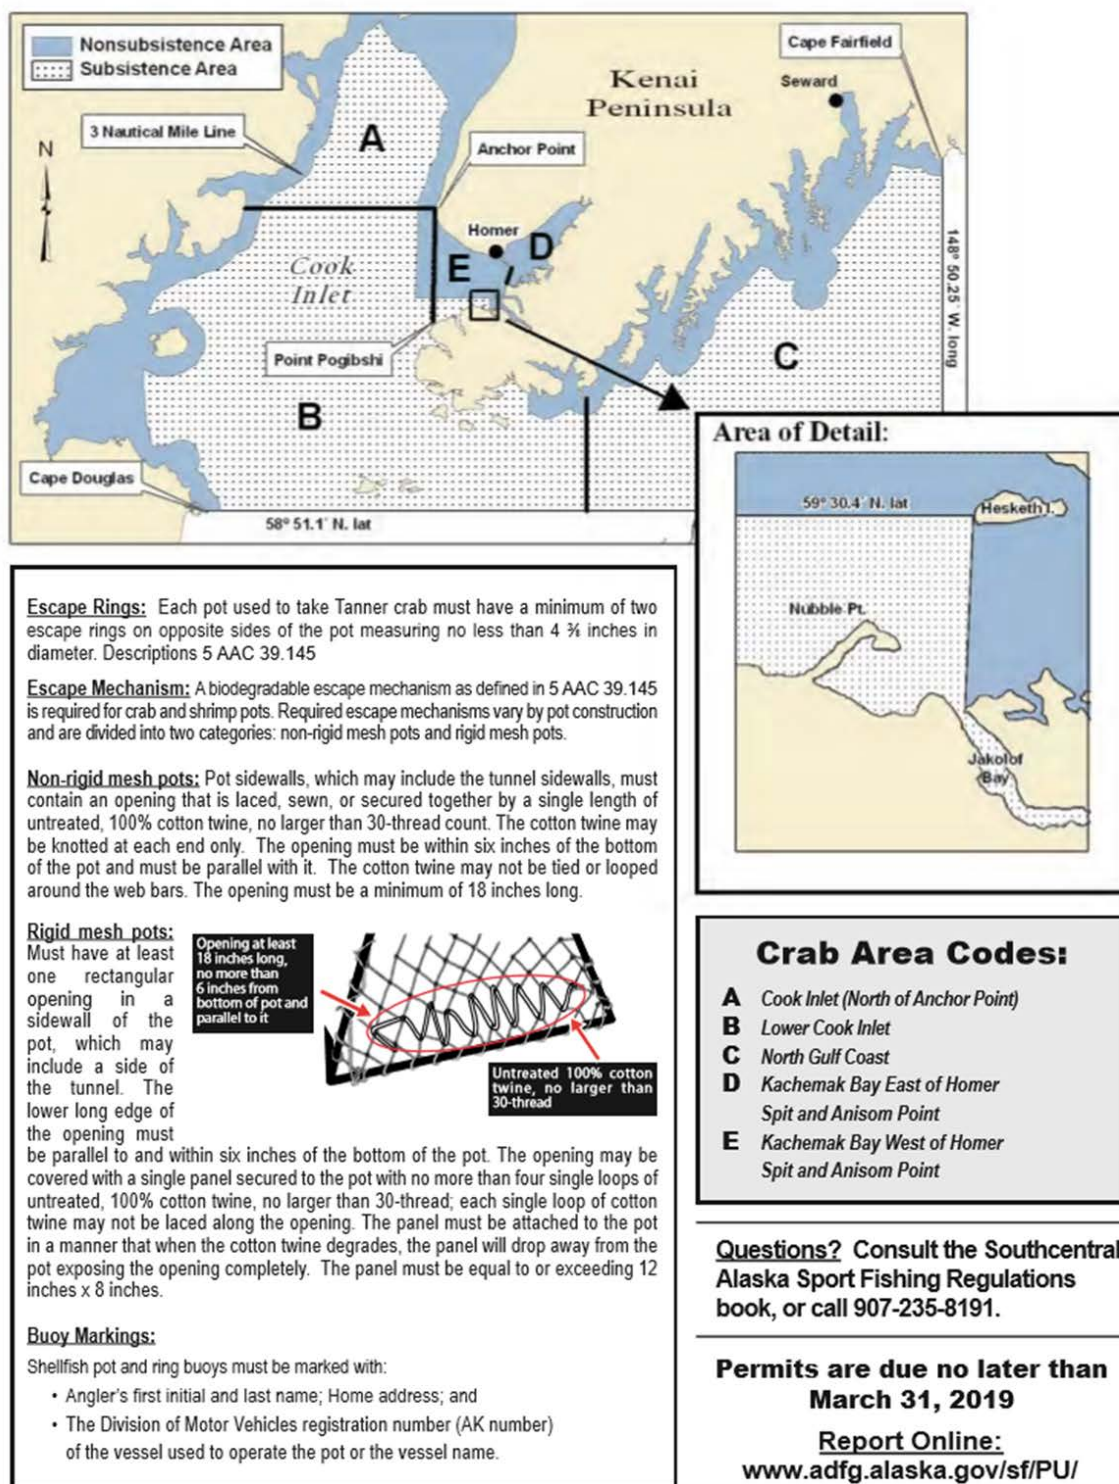 Nonsubsistence Area
Subsistence Area
Cape Fairfield
Kenai
Peninsula
Seward
3 Nautical Mile Line
A
N
Anchor Point
Homer
D
E
Cook
Inlet
148° 50.25' W. long
Point Pogibshi
C
B
Cape Douglas
58° 51.1' N. lat
Area of Detail:
59° 30.4' N. lat
Hesketh I.
Nubble Pt.
Jakolof
Bay
Escape Rings: Each pot used to take Tanner crab must have a minimum of two
escape rings on opposite sides of the pot measuring no less than 4 ⅜ inches in
diameter. Descriptions 5 AAC 39.145
Escape Mechanism: A biodegradable escape mechanism as defined in 5 AAC 39.145
is required for crab and shrimp pots. Required escape mechanisms vary by pot construction
and are divided into two categories: non-rigid mesh pots and rigid mesh pots.
Non-rigid mesh pots: Pot sidewalls, which may include the tunnel sidewalls, must
contain an opening that is laced, sewn, or secured together by a single length of
untreated, 100% cotton twine, no larger than 30-thread count. The cotton twine may
be knotted at each end only. The opening must be within six inches of the bottom
of the pot and must be parallel with it. The cotton twine may not be tied or looped
around the web bars. The opening must be a minimum of 18 inches long.
Rigid mesh pots:
Must have at least
one rectangular
opening in a
sidewall of the
pot, which may
include a side of
the tunnel. The
lower long edge of
the opening must
be parallel to and within six inches of the bottom of the pot. The opening may be
covered with a single panel secured to the pot with no more than four single loops of
untreated, 100% cotton twine, no larger than 30-thread; each single loop of cotton
twine may not be laced along the opening. The panel must be attached to the pot
in a manner that when the cotton twine degrades, the panel will drop away from the
pot exposing the opening completely. The panel must be equal to or exceeding 12
inches x 8 inches.
Opening at least
18 inches long,
no more than
6 inches from
bottom of pot and
parallel to it
Untreated 100% cotton
twine, no larger than
30-thread
Buoy Markings:
Shellfish pot and ring buoys must be marked with:
• Angler's first initial and last name; Home address; and
• The Division of Motor Vehicles registration number (AK number)
of the vessel used to operate the pot or the vessel name.
Crab Area Codes:
A Cook Inlet (North of Anchor Point)
B Lower Cook Inlet
C North Gulf Coast
D Kachemak Bay East of Homer
Spit and Anisom Point
E Kachemak Bay West of Homer
Spit and Anisom Point
Questions? Consult the Southcentral
Alaska Sport Fishing Regulations
book, or call 907-235-8191.
Permits are due no later than
March 31, 2019
Report Online:
www.adfg.alaska.gov/sf/PU/